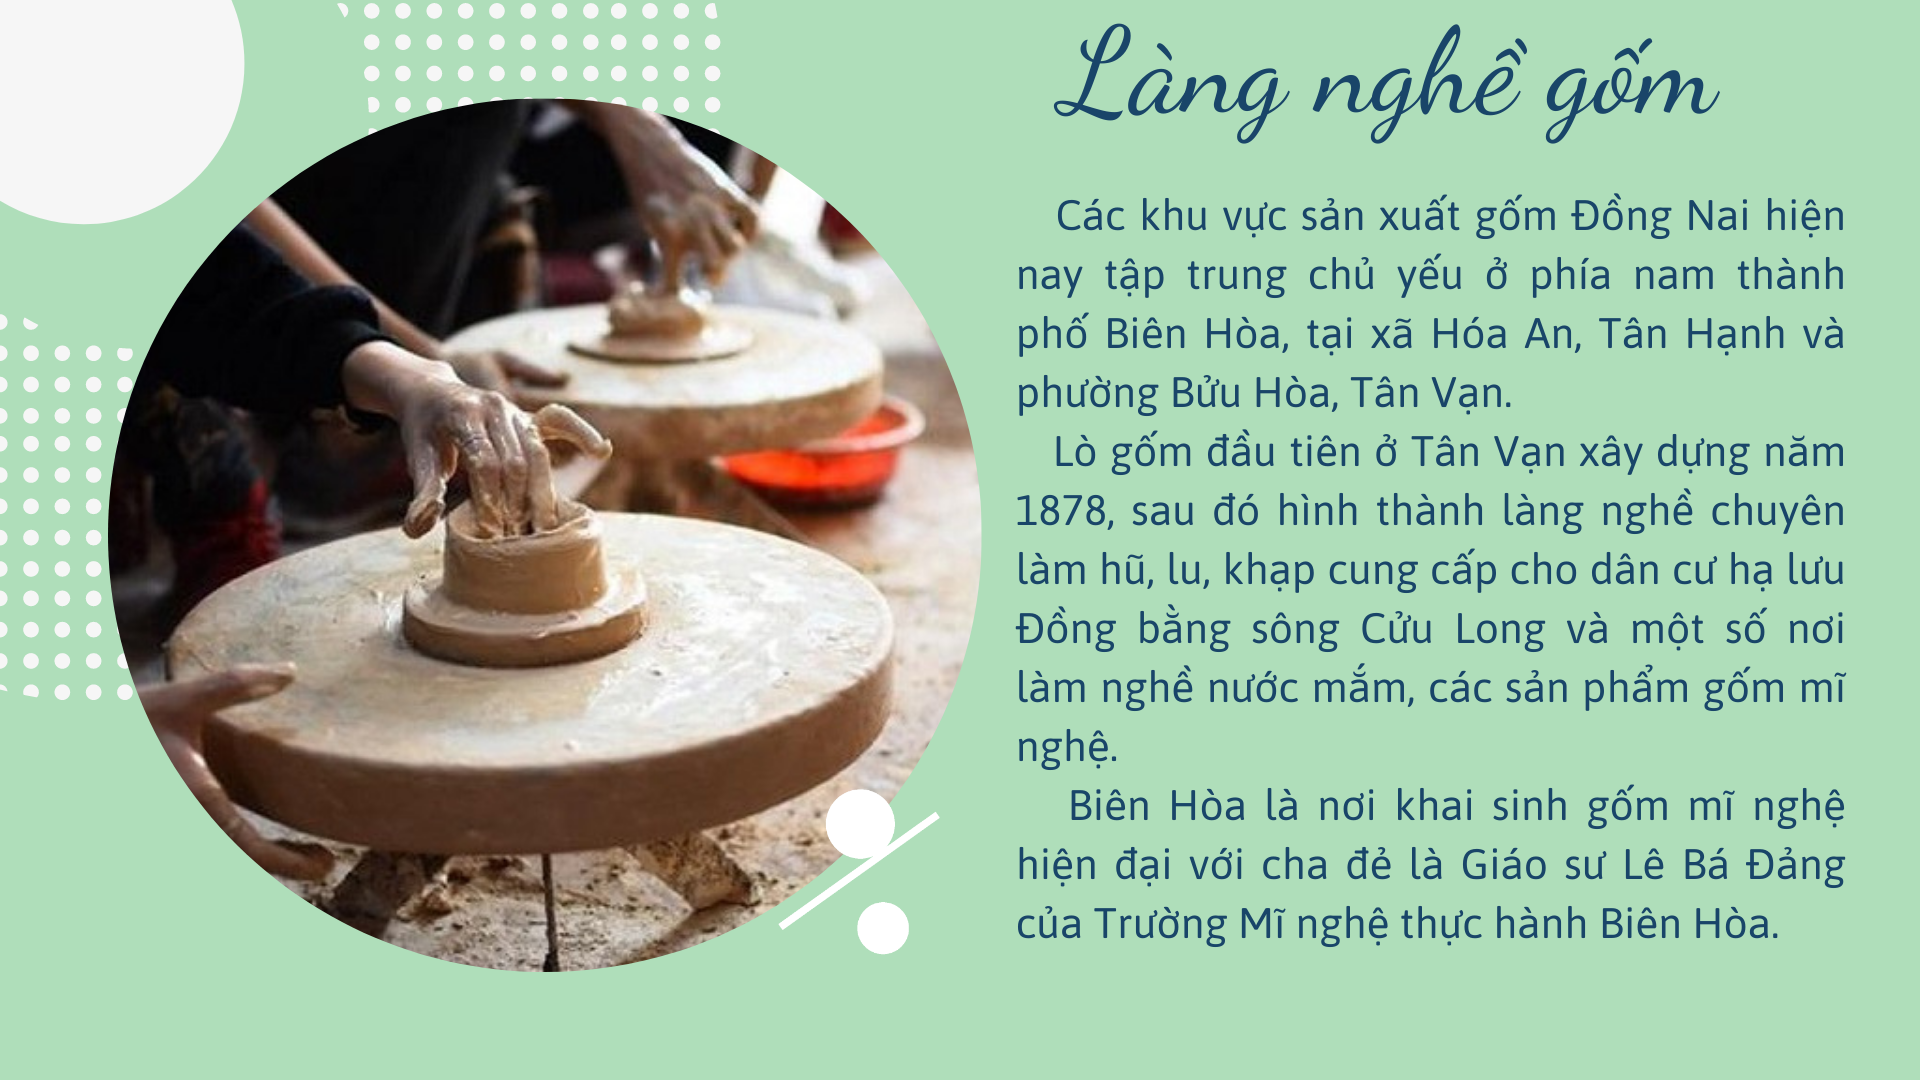 Làng nghề gốm
Các khu vực sản xuất gốm Đồng Nai hiện
nay tập trung chủ yếu ở phía nam thành
phố Biên Hòa, tại xã Hóa An, Tân Hạnh và
phường Bửu Hòa, Tân Vạn.
Lò gốm đầu tiên ở Tân Vạn xây dựng năm
1878, sau đó hình thành làng nghề chuyên
làm hũ, lu, khạp cung cấp cho dân cư hạ lưu
Đồng bằng sông Cửu Long và một số nơi
làm nghề nước mắm, các sản phẩm gốm mĩ
nghệ.
Biên Hòa là nơi khai sinh gốm mĩ nghệ
hiện đại với cha đẻ là Giáo sư Lê Bá Đảng
của Trường Mĩ nghệ thực hành Biên Hòa.